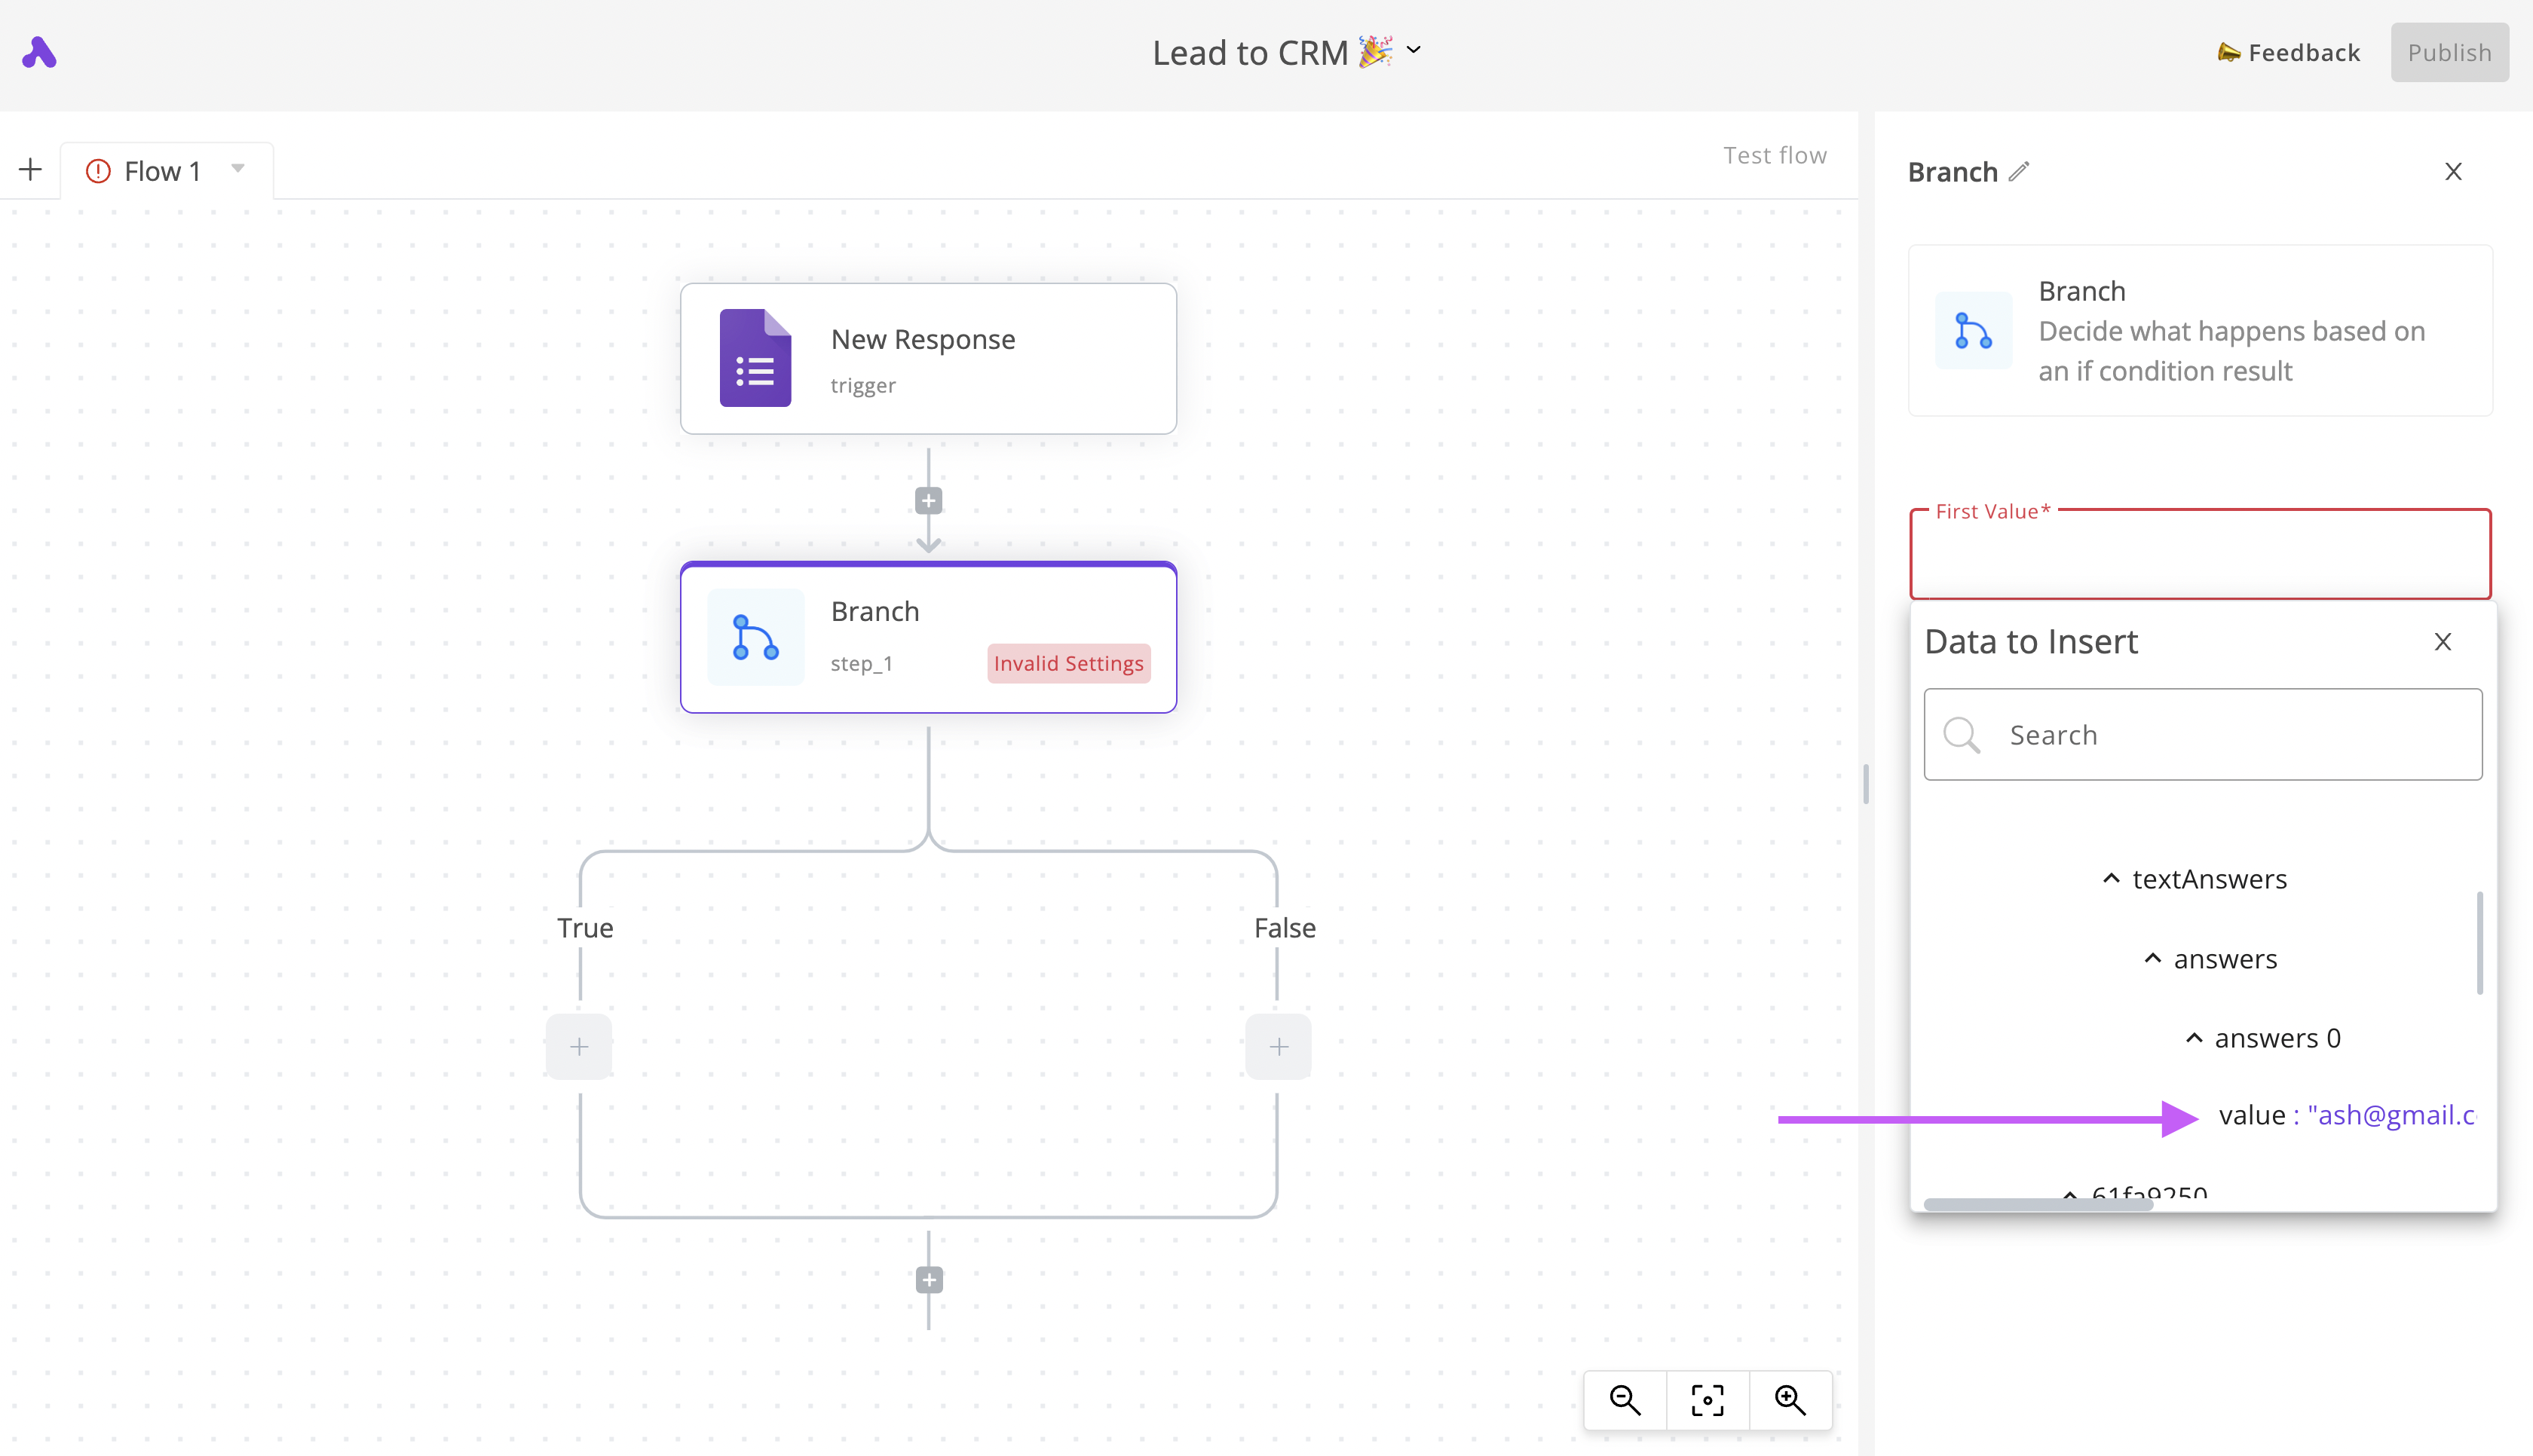 Lead to CRM 🎉
Feedback
Publish
Flow 1
Test flow
New Response
trigger
Branch
step_1
Invalid Settings
True
False
Branch
X
Branch
Decide what happens based on
an if condition result
First Value*
Data to Insert
X
Search
textAnswers
answers
answers 0
value : "ash@gmail.c
61fa9250